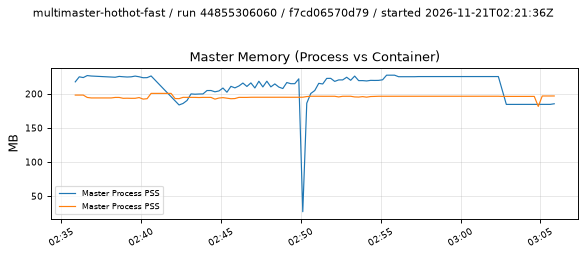 multimaster-hothot-fast / run 44855306060 / f7cd06570d79 / started 2026-11-21T02:21:36Z
Master Memory (Process vs Container)
MB
200
150
100
50
Master Process PSS
Master Process PSS
02:35
02:40
02:45
02:50
02:55
03:00
03:05